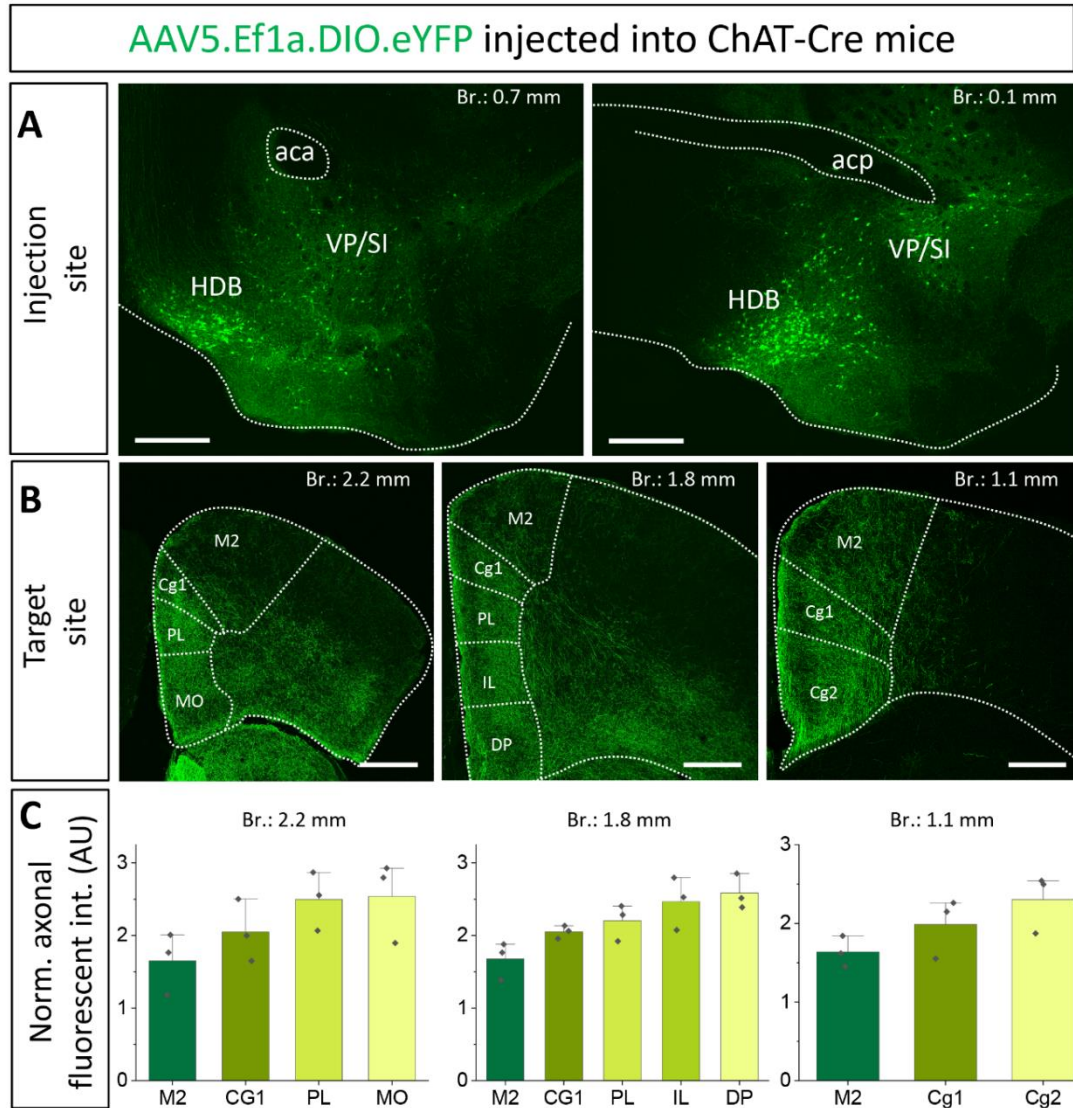 AAV5.Ef1a.DIO.eYFP injected into ChAT-Cre mice
A
Injection
site
Br.: 0.7 mm
aca
VP/SI
HDB
Br.: 0.1 mm
acp
VP/SI
HDB
B
Target
site
Br.: 2.2 mm
M2
Cg1
PL
MO
Br.: 1.8 mm
M2
Cg1
PL
IL
DP
Br.: 1.1 mm
M2
Cg1
Cg2
C
Norm. axonal
fluorescent int. (AU)
Br.: 2.2 mm
3
2
1
0
M2 CG1 PL MO
Br.: 1.8 mm
3
2
1
0
M2 CG1 PL IL DP
Br.: 1.1 mm
3
2
1
0
M2 Cg1 Cg2